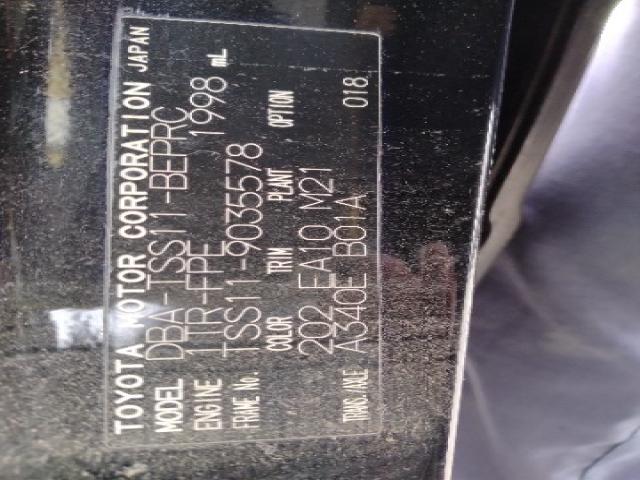 TOYOTA MOTOR CORPORATION JAPAN
MODEL DBA-TSS11-BEPRC
ENGINE 1TR-FPE 1998 mL
FRAME No. TSS11-9035578
COLOR TRIM PLANT OPTION
202 EA10 M21
TRANS./AXLE A340E B01A 018